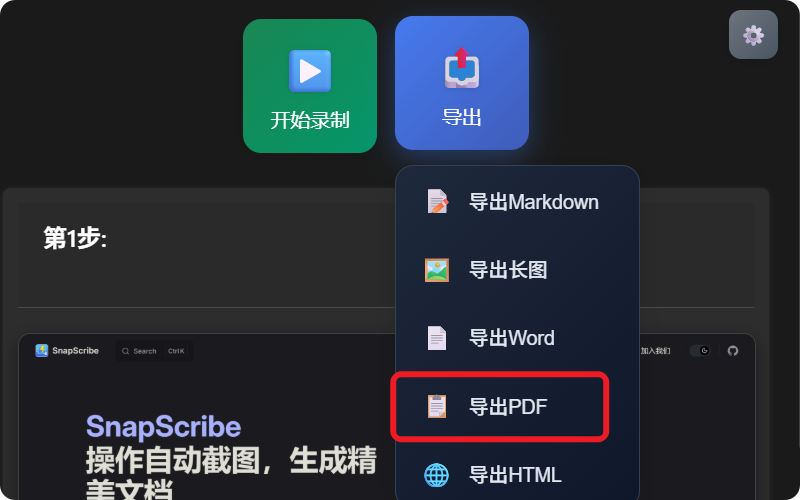 开始录制
导出
导出Markdown
导出长图
导出Word
导出PDF
导出HTML
第1步:
SnapScribe
Search
Ctrl K
加入我们
SnapScribe
操作自动截图，生成精
美文档